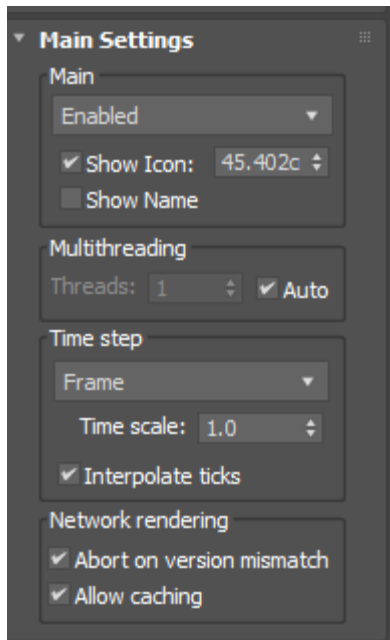 Main Settings
Main
Enabled
Show Icon: 45.402c
Show Name
Multithreading
Threads: 1 Auto
Time step
Frame
Time scale: 1.0
Interpolate ticks
Network rendering
Abort on version mismatch
Allow caching